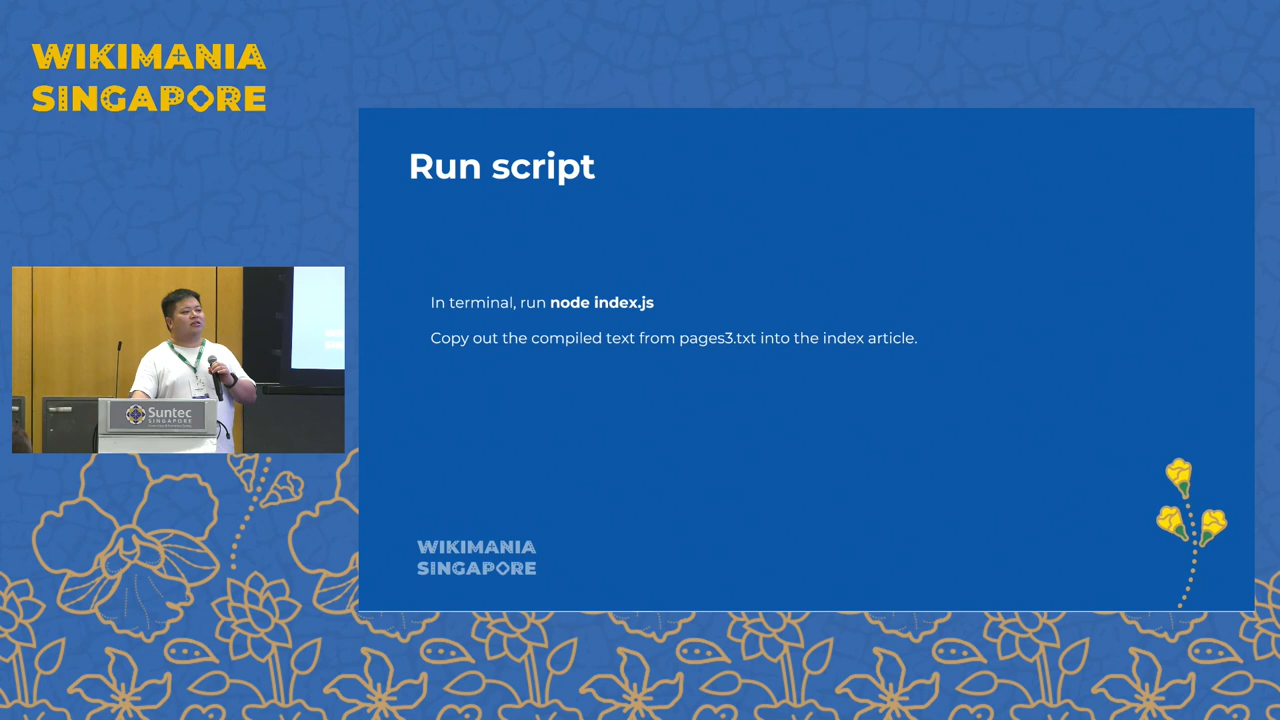 WIKIMANIA
SINGAPORE
Run script
In terminal, run node index.js
Copy out the compiled text from pages3.txt into the index article.
Suntec
SINGAPORE
WIKIMANIA
SINGAPORE